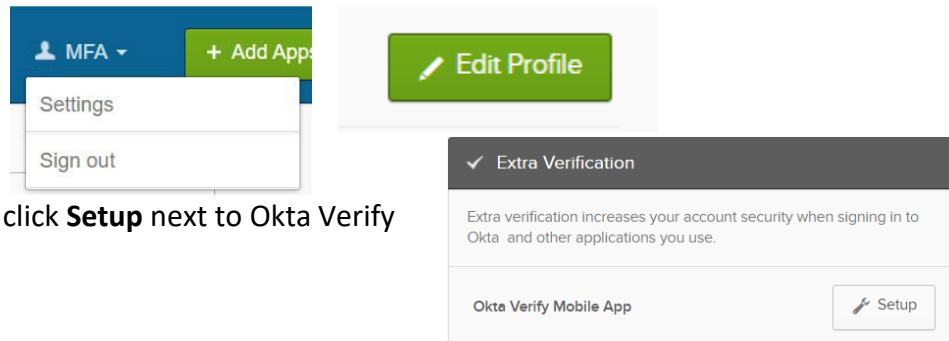 MFA
+ Add Apps
Settings
Sign out
Edit Profile
click Setup next to Okta Verify
Extra Verification
Extra verification increases your account security when signing in to
Okta and other applications you use.
Okta Verify Mobile App
Setup